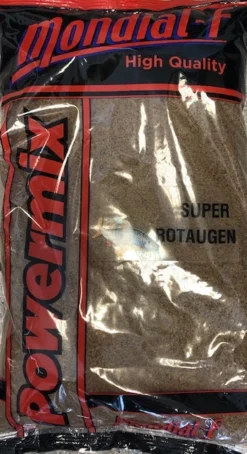 Mondial-F
High Quality
Powermix
SUPER
ROTAUGEN